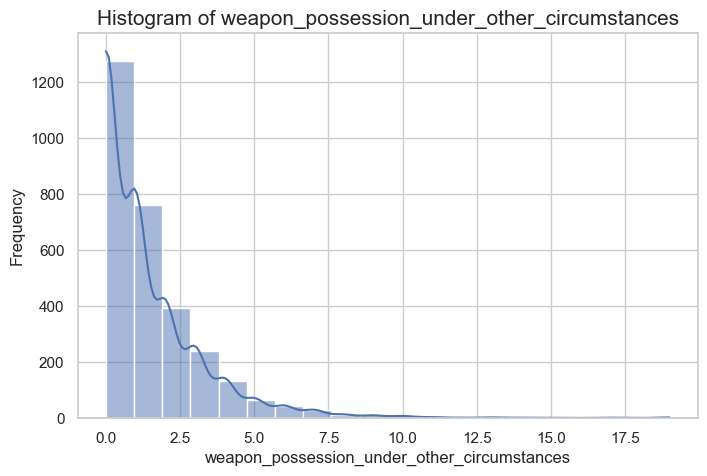 Histogram of weapon_possession_under_other_circumstances
Frequency
1200
1000
800
600
400
200
0
0.0 2.5 5.0 7.5 10.0 12.5 15.0 17.5
weapon_possession_under_other_circumstances